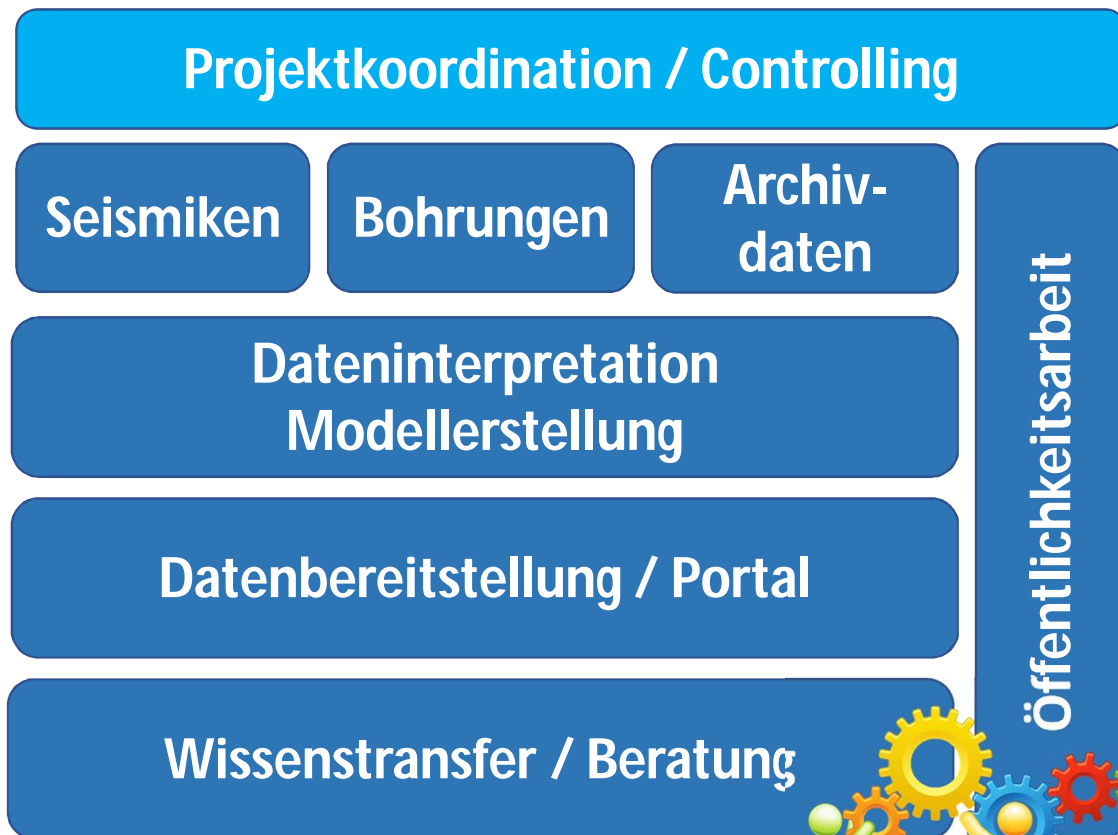 Projektkoordination / Controlling
Seismiken
Bohrungen
Archiv-
daten
Dateninterpretation
Modellerstellung
Datenbereitstellung / Portal
Wissenstransfer / Beratung
Öffentlichkeitsarbeit